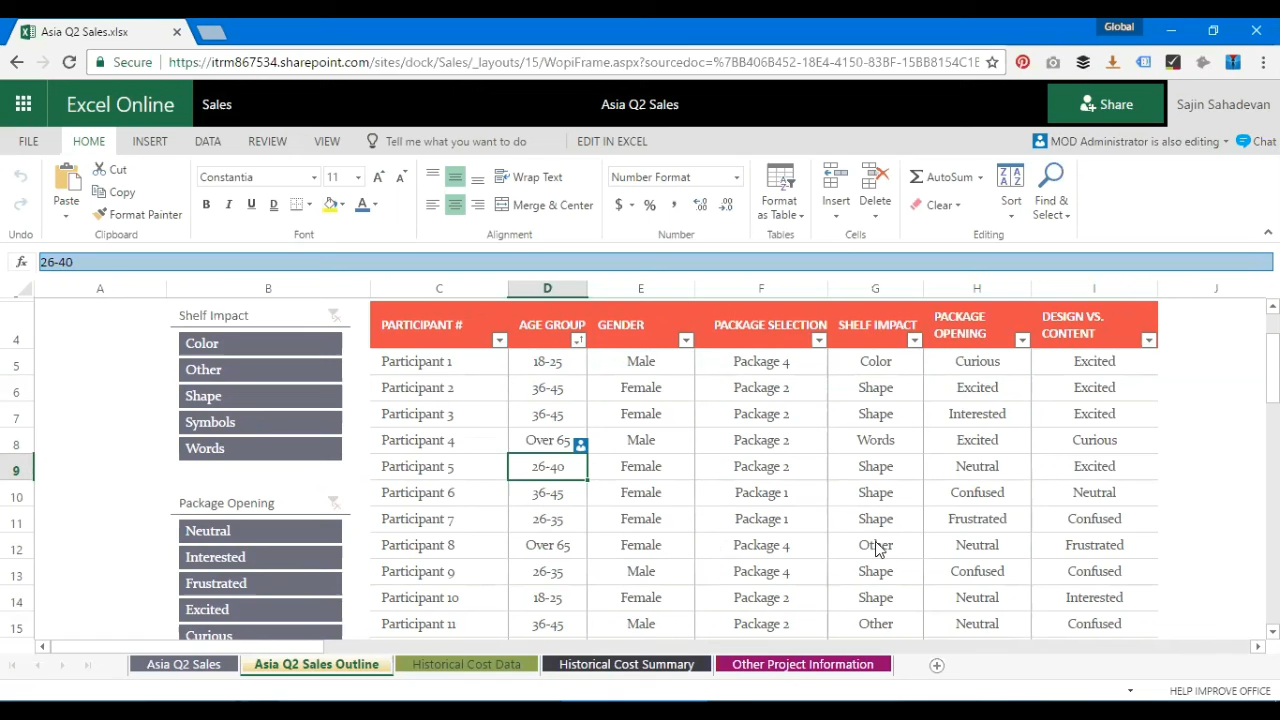 Asia Q2 Sales.xlsx
Global
Secure
https://itrm867534.sharepoint.com/sites/dock/Sales/_layouts/15/WopiFrame.aspx?sourcedoc=%7BB406B452-18E4-4150-83BF-15BB8154C1E
Excel Online
Sales
Asia Q2 Sales
Share
Sajin Sahadevan
FILE HOME INSERT DATA REVIEW VIEW Tell me what you want to do EDIT IN EXCEL
MOD Administrator is also editing Chat
Paste
Cut
Copy
Format Painter
Constantia 11
B I U D
Wrap Text
Merge & Center
Number Format
$ %
Format as Table
Insert
Delete
AutoSum
Clear
Sort
Find & Select
Undo Clipboard Font Alignment Number Tables Cells Editing
fx 26-40
A B C D E F G H I J
Shelf Impact
Color
Other
Shape
Symbols
Words
Package Opening
Neutral
Interested
Frustrated
Excited
Curious
4 PARTICIPANT # AGE GROUP GENDER PACKAGE SELECTION SHELF IMPACT PACKAGE OPENING DESIGN VS. CONTENT
5 Participant 1 18-25 Male Package 4 Color Curious Excited
6 Participant 2 36-45 Female Package 2 Shape Excited Excited
7 Participant 3 36-45 Female Package 2 Shape Interested Excited
8 Participant 4 Over 65 Male Package 2 Words Excited Curious
9 Participant 5 26-40 Female Package 2 Shape Neutral Excited
10 Participant 6 36-45 Female Package 1 Shape Confused Neutral
11 Participant 7 26-35 Female Package 1 Shape Frustrated Confused
12 Participant 8 Over 65 Female Package 4 Other Neutral Frustrated
13 Participant 9 26-35 Male Package 4 Shape Confused Confused
14 Participant 10 18-25 Female Package 2 Shape Neutral Interested
15 Participant 11 36-45 Male Package 2 Other Neutral Confused
Asia Q2 Sales
Asia Q2 Sales Outline
Historical Cost Data
Historical Cost Summary
Other Project Information
HELP IMPROVE OFFICE